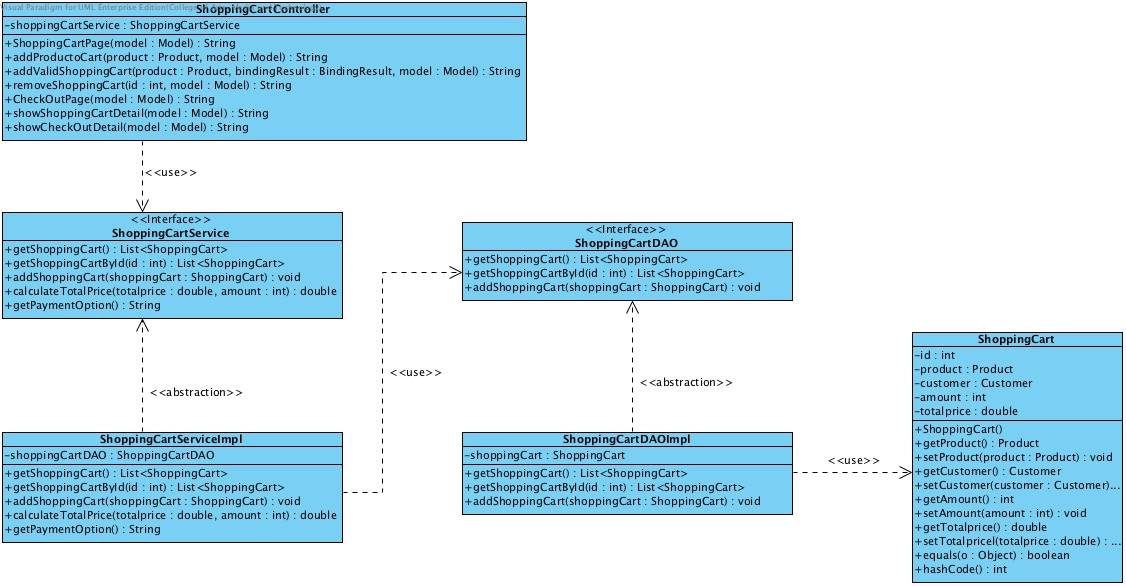 Visual Paradigm for UML Enterprise Edition(College
ShoppingCartController
-shoppingCartService : ShoppingCartService
+ShoppingCartPage(model : Model) : String
+addProductoCart(product : Product, model : Model) : String
+addValidShoppingCart(product : Product, bindingResult : BindingResult, model : Model) : String
+removeShoppingCart(id : int, model : Model) : String
+CheckOutPage(model : Model) : String
+showShoppingCartDetail(model : Model) : String
+showCheckOutDetail(model : Model) : String
<<use>>
<<Interface>>
ShoppingCartService
+getShoppingCart() : List<ShoppingCart>
+getShoppingCartById(id : int) : List<ShoppingCart>
+addShoppingCart(shoppingCart : ShoppingCart) : void
+calculateTotalPrice(totalprice : double, amount : int) : double
+getPaymentOption() : String
<<Interface>>
ShoppingCartDAO
+getShoppingCart() : List<ShoppingCart>
+getShoppingCartById(id : int) : List<ShoppingCart>
+addShoppingCart(shoppingCart : ShoppingCart) : void
<<abstraction>>
<<use>>
<<abstraction>>
ShoppingCartServiceImpl
-shoppingCartDAO : ShoppingCartDAO
+getShoppingCart() : List<ShoppingCart>
+getShoppingCartById(id : int) : List<ShoppingCart>
+addShoppingCart(shoppingCart : ShoppingCart) : void
+calculateTotalPrice(totalprice : double, amount : int) : double
+getPaymentOption() : String
ShoppingCartDAOImpl
-shoppingCart : ShoppingCart
+getShoppingCart() : List<ShoppingCart>
+getShoppingCartById(id : int) : List<ShoppingCart>
+addShoppingCart(shoppingCart : ShoppingCart) : void
<<use>>
ShoppingCart
-id : int
-product : Product
-customer : Customer
-amount : int
-totalprice : double
+ShoppingCart()
+getProduct() : Product
+setProduct(product : Product) : void
+getCustomer() : Customer
+setCustomer(customer : Customer)...
+getAmount() : int
+setAmount(amount : int) : void
+getTotalprice() : double
+setTotalpricel(totalprice : double) : ...
+equals(o : Object) : boolean
+hashCode() : int